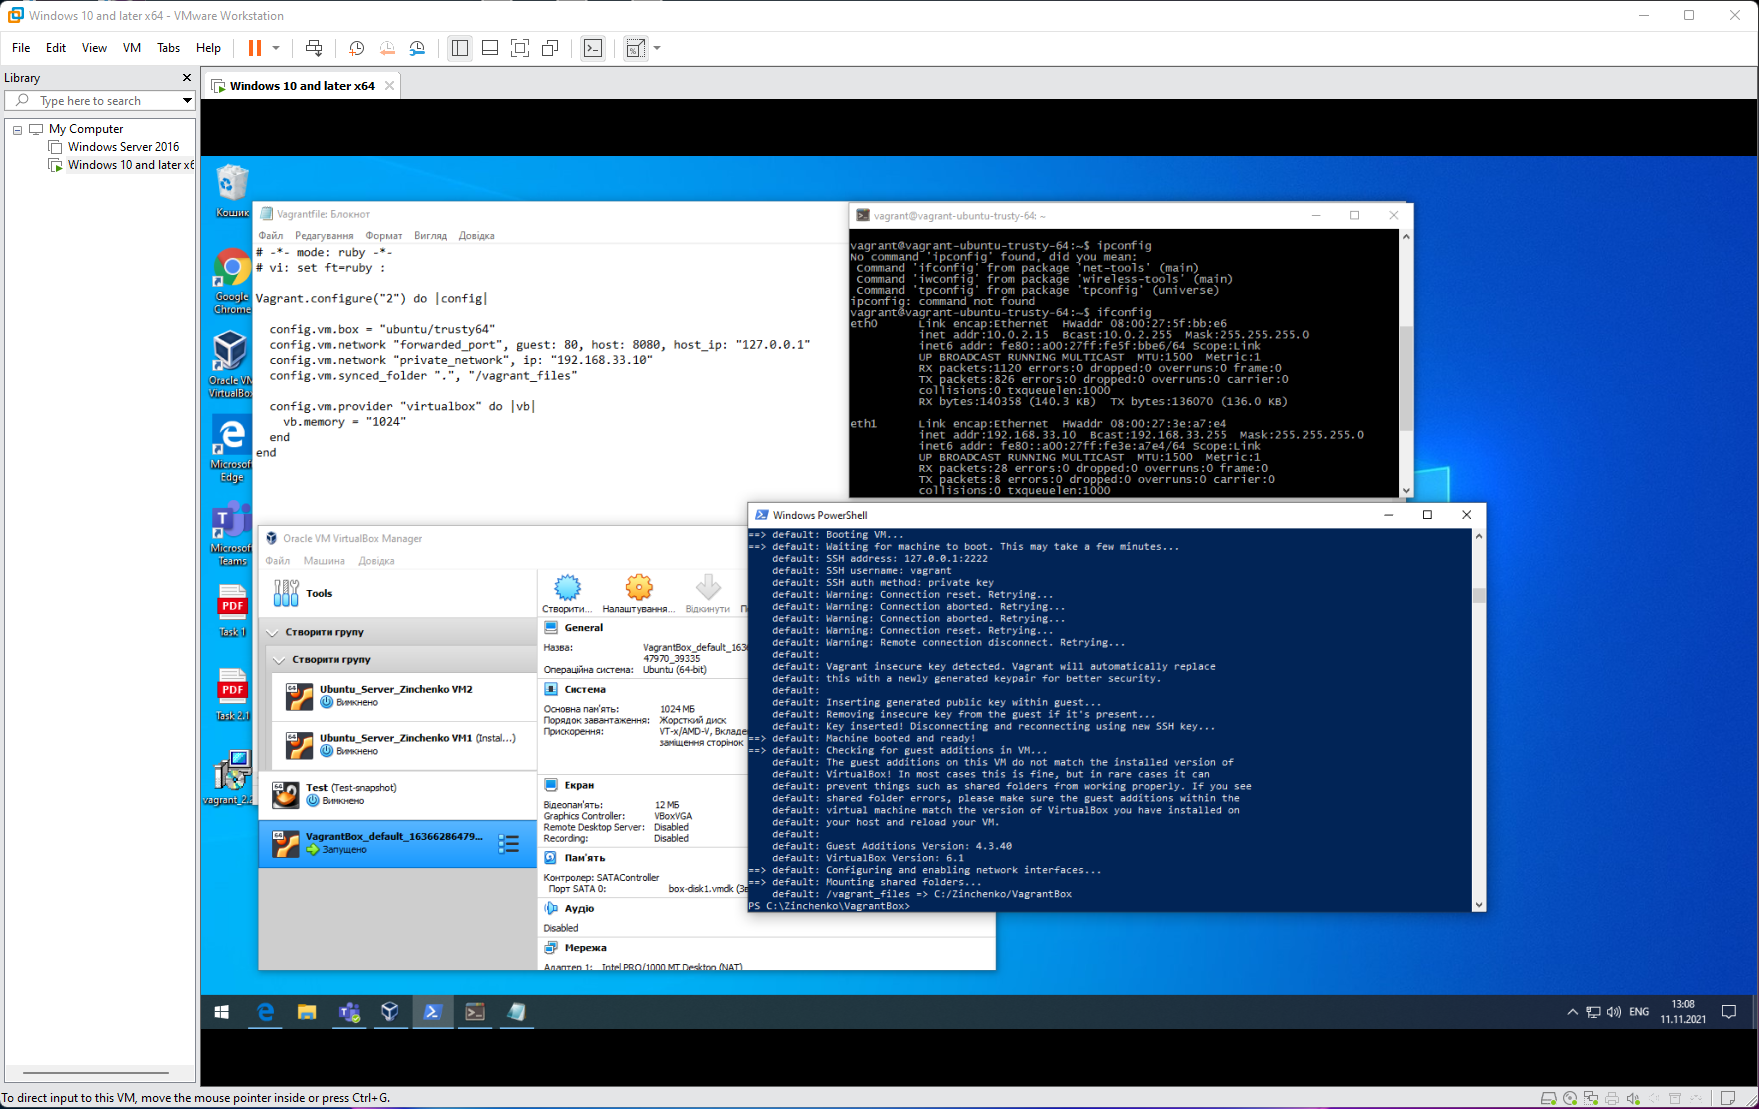 Windows 10 and later x64 - VMware Workstation
File Edit View VM Tabs Help
Library
Type here to search
My Computer
Windows Server 2016
Windows 10 and later x6
Windows 10 and later x64
Кошик
Google
Chrome
Oracle VM
VirtualBox
Microsof
Edge
Microsof
Teams
PDF
Task 1
PDF
Task 2.1
vagrant_2.2
Vagrantfile: Блокнот
Файл Редагування Формат Вигляд Довідка
# -*- mode: ruby -*-
# vi: set ft=ruby :
Vagrant.configure("2") do |config|
config.vm.box = "ubuntu/trusty64"
config.vm.network "forwarded_port", guest: 80, host: 8080, host_ip: "127.0.0.1"
config.vm.network "private_network", ip: "192.168.33.10"
config.vm.synced_folder ".", "/vagrant_files"
config.vm.provider "virtualbox" do |vb|
vb.memory = "1024"
end
end
vagrant@vagrant-ubuntu-trusty-64: ~
vagrant@vagrant-ubuntu-trusty-64:~$ ipconfig
No command 'ipconfig' found, did you mean:
Command 'ifconfig' from package 'net-tools' (main)
Command 'iwconfig' from package 'wireless-tools' (main)
Command 'tpconfig' from package 'tpconfig' (universe)
ipconfig: command not found
vagrant@vagrant-ubuntu-trusty-64:~$ ifconfig
eth0 Link encap:Ethernet HWaddr 08:00:27:5f:bb:e6
inet addr:10.0.2.15 Bcast:10.0.2.255 Mask:255.255.255.0
inet6 addr: fe80::a00:27ff:fe5f:bbe6/64 Scope:Link
UP BROADCAST RUNNING MULTICAST MTU:1500 Metric:1
RX packets:1120 errors:0 dropped:0 overruns:0 frame:0
TX packets:826 errors:0 dropped:0 overruns:0 carrier:0
collisions:0 txqueuelen:1000
RX bytes:140358 (140.3 KB) TX bytes:136070 (136.0 KB)
eth1 Link encap:Ethernet HWaddr 08:00:27:3e:a7:e4
inet addr:192.168.33.10 Bcast:192.168.33.255 Mask:255.255.255.0
inet6 addr: fe80::a00:27ff:fe3e:a7e4/64 Scope:Link
UP BROADCAST RUNNING MULTICAST MTU:1500 Metric:1
RX packets:28 errors:0 dropped:0 overruns:0 frame:0
TX packets:8 errors:0 dropped:0 overruns:0 carrier:0
collisions:0 txqueuelen:1000
Oracle VM VirtualBox Manager
Файл Машина Довідка
Tools
Створити групу
Створити групу
Ubuntu_Server_Zinchenko VM2
Вимкнено
Ubuntu_Server_Zinchenko VM1 (Instal...)
Вимкнено
Test (Test-snapshot)
Вимкнено
VagrantBox_default_16366286479...
Запущено
Створити... Налаштування... Відкинути
General
Назва: VagrantBox_default_1636
47970_39335
Операційна система: Ubuntu (64-bit)
Система
Основна пам'ять: 1024 МБ
Порядок завантаження: Жорсткий диск
Прискорення: VT-x/AMD-V, Вкладе
заміщення сторінок
Екран
Відеопам'ять: 12 МБ
Graphics Controller: VBoxVGA
Remote Desktop Server: Disabled
Recording: Disabled
Пам'ять
Контролер: SATAController
Порт SATA 0: box-disk1.vmdk (Зв
Аудіо
Disabled
Мережа
Адаптер 1: Intel PRO/1000 MT Desktop (NAT)
Windows PowerShell
==> default: Booting VM...
==> default: Waiting for machine to boot. This may take a few minutes...
default: SSH address: 127.0.0.1:2222
default: SSH username: vagrant
default: SSH auth method: private key
default: Warning: Connection reset. Retrying...
default: Warning: Connection aborted. Retrying...
default: Warning: Connection aborted. Retrying...
default: Warning: Connection reset. Retrying...
default: Warning: Remote connection disconnect. Retrying...
default:
default: Vagrant insecure key detected. Vagrant will automatically replace
default: this with a newly generated keypair for better security.
default:
default: Inserting generated public key within guest...
default: Removing insecure key from the guest if it's present...
default: Key inserted! Disconnecting and reconnecting using new SSH key...
==> default: Machine booted and ready!
==> default: Checking for guest additions in VM...
default: The guest additions on this VM do not match the installed version of
default: VirtualBox! In most cases this is fine, but in rare cases it can
default: prevent things such as shared folders from working properly. If you see
default: shared folder errors, please make sure the guest additions within the
default: virtual machine match the version of VirtualBox you have installed on
default: your host and reload your VM.
default:
default: Guest Additions Version: 4.3.40
default: VirtualBox Version: 6.1
==> default: Configuring and enabling network interfaces...
==> default: Mounting shared folders...
default: /vagrant_files => C:/Zinchenko/VagrantBox
PS C:\Zinchenko\VagrantBox>
ENG
13:08
11.11.2021
To direct input to this VM, move the mouse pointer inside or press Ctrl+G.